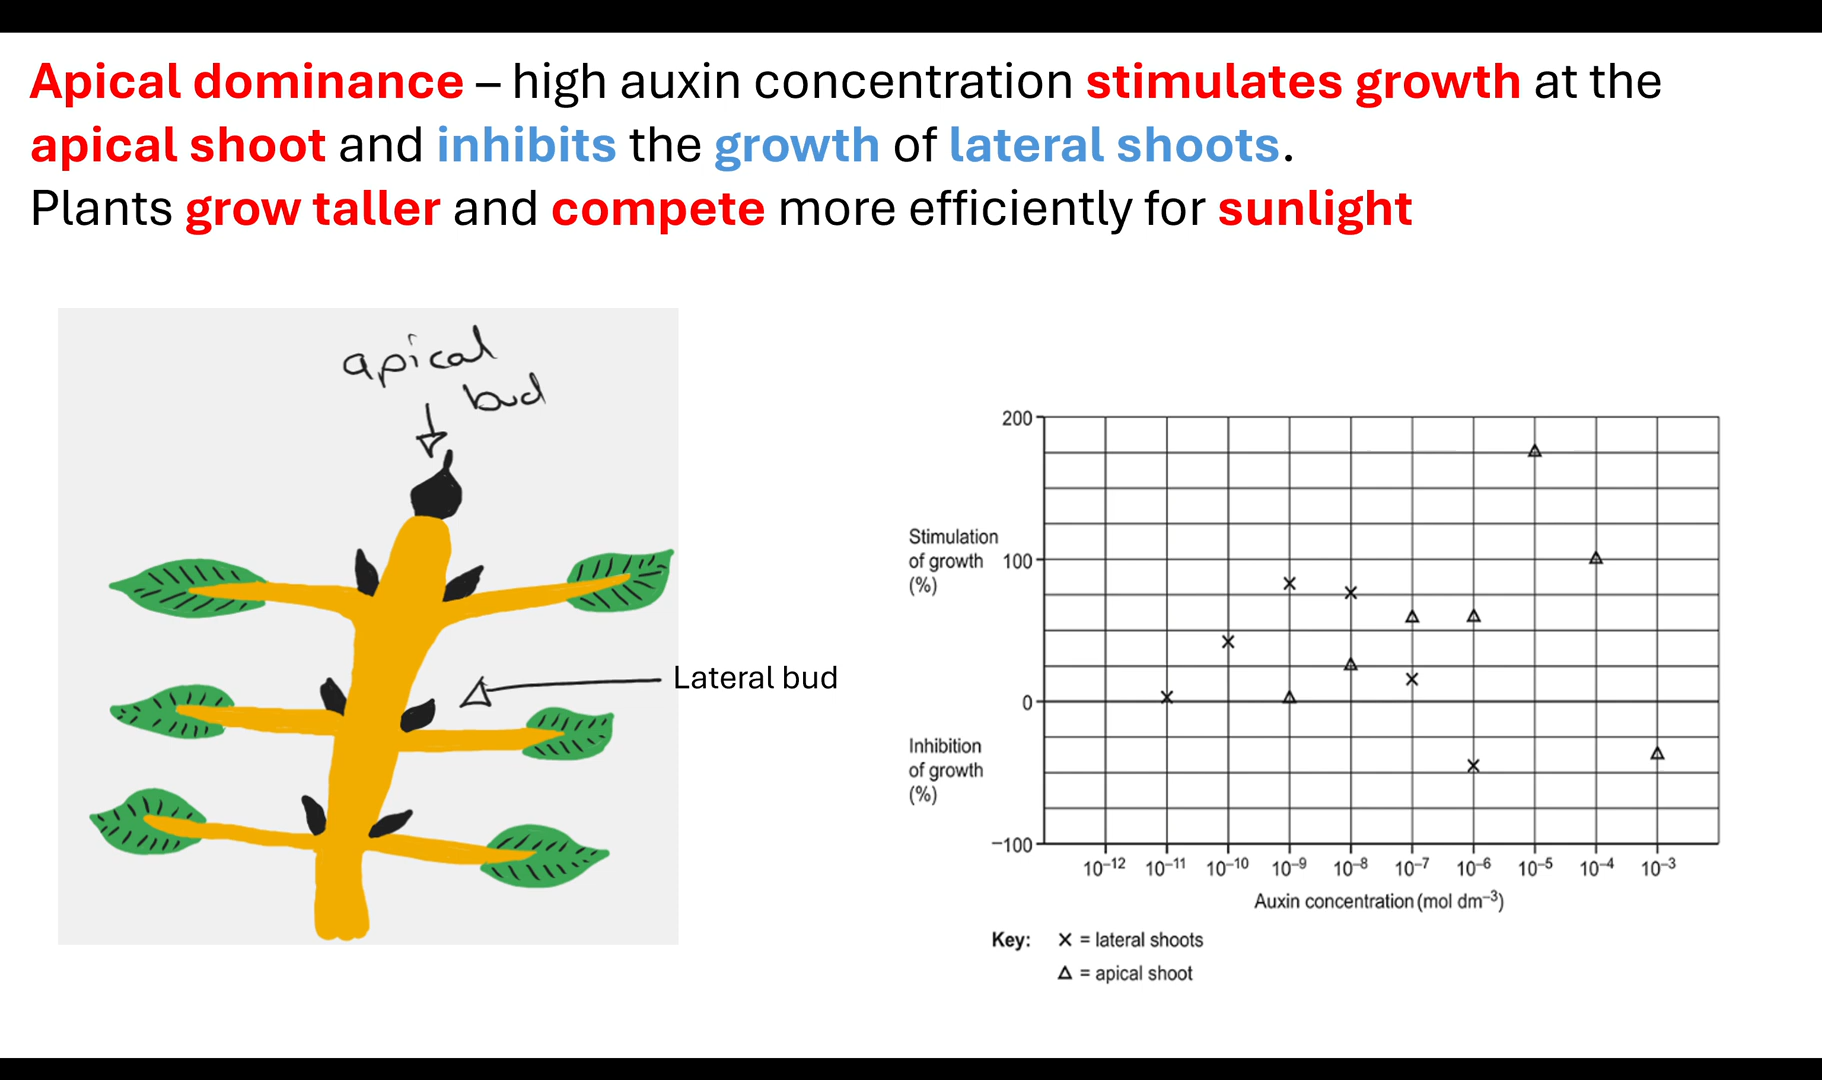 Apical dominance – high auxin concentration stimulates growth at the
apical shoot and inhibits the growth of lateral shoots.
Plants grow taller and compete more efficiently for sunlight
apical
bud
Lateral bud
200
Stimulation
of growth
(%)
100
0
Inhibition
of growth
(%)
−100
10⁻¹² 10⁻¹¹ 10⁻¹⁰ 10⁻⁹ 10⁻⁸ 10⁻⁷ 10⁻⁶ 10⁻⁵ 10⁻⁴ 10⁻³
Auxin concentration (mol dm⁻³)
Key: × = lateral shoots
△ = apical shoot